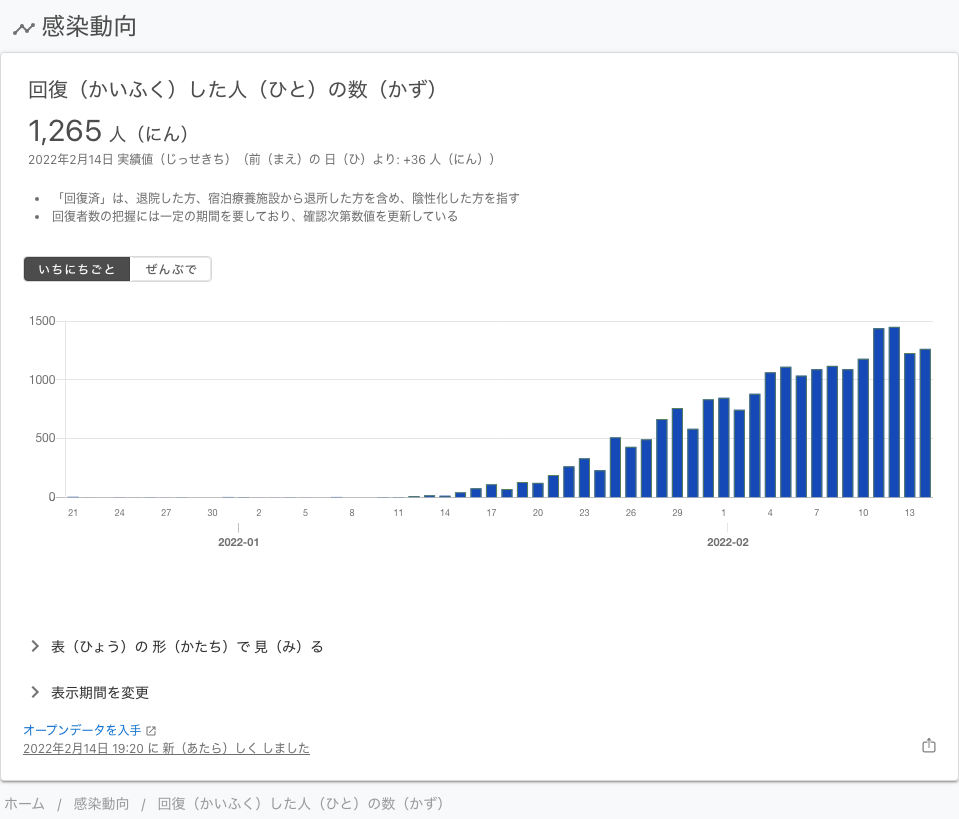 感染動向
回復（かいふく）した人（ひと）の数（かず）
1,265 人（にん）
2022年2月14日 実績値（じっせきち）（前（まえ）の 日（ひ）より: +36 人（にん））
• 「回復済」は、退院した方、宿泊療養施設から退所した方を含め、陰性化した方を指す
• 回復者数の把握には一定の期間を要しており、確認次第数値を更新している
いちにちごと ぜんぶで
1500
1000
500
0
21 24 27 30 2 5 8 11 14 17 20 23 26 29 1 4 7 10 13
2022-01 2022-02
表（ひょう）の 形（かたち）で 見（み）る
表示期間を変更
オープンデータを入手
2022年2月14日 19:20 に 新（あたら）しく しました
ホーム / 感染動向 / 回復（かいふく）した人（ひと）の数（かず）